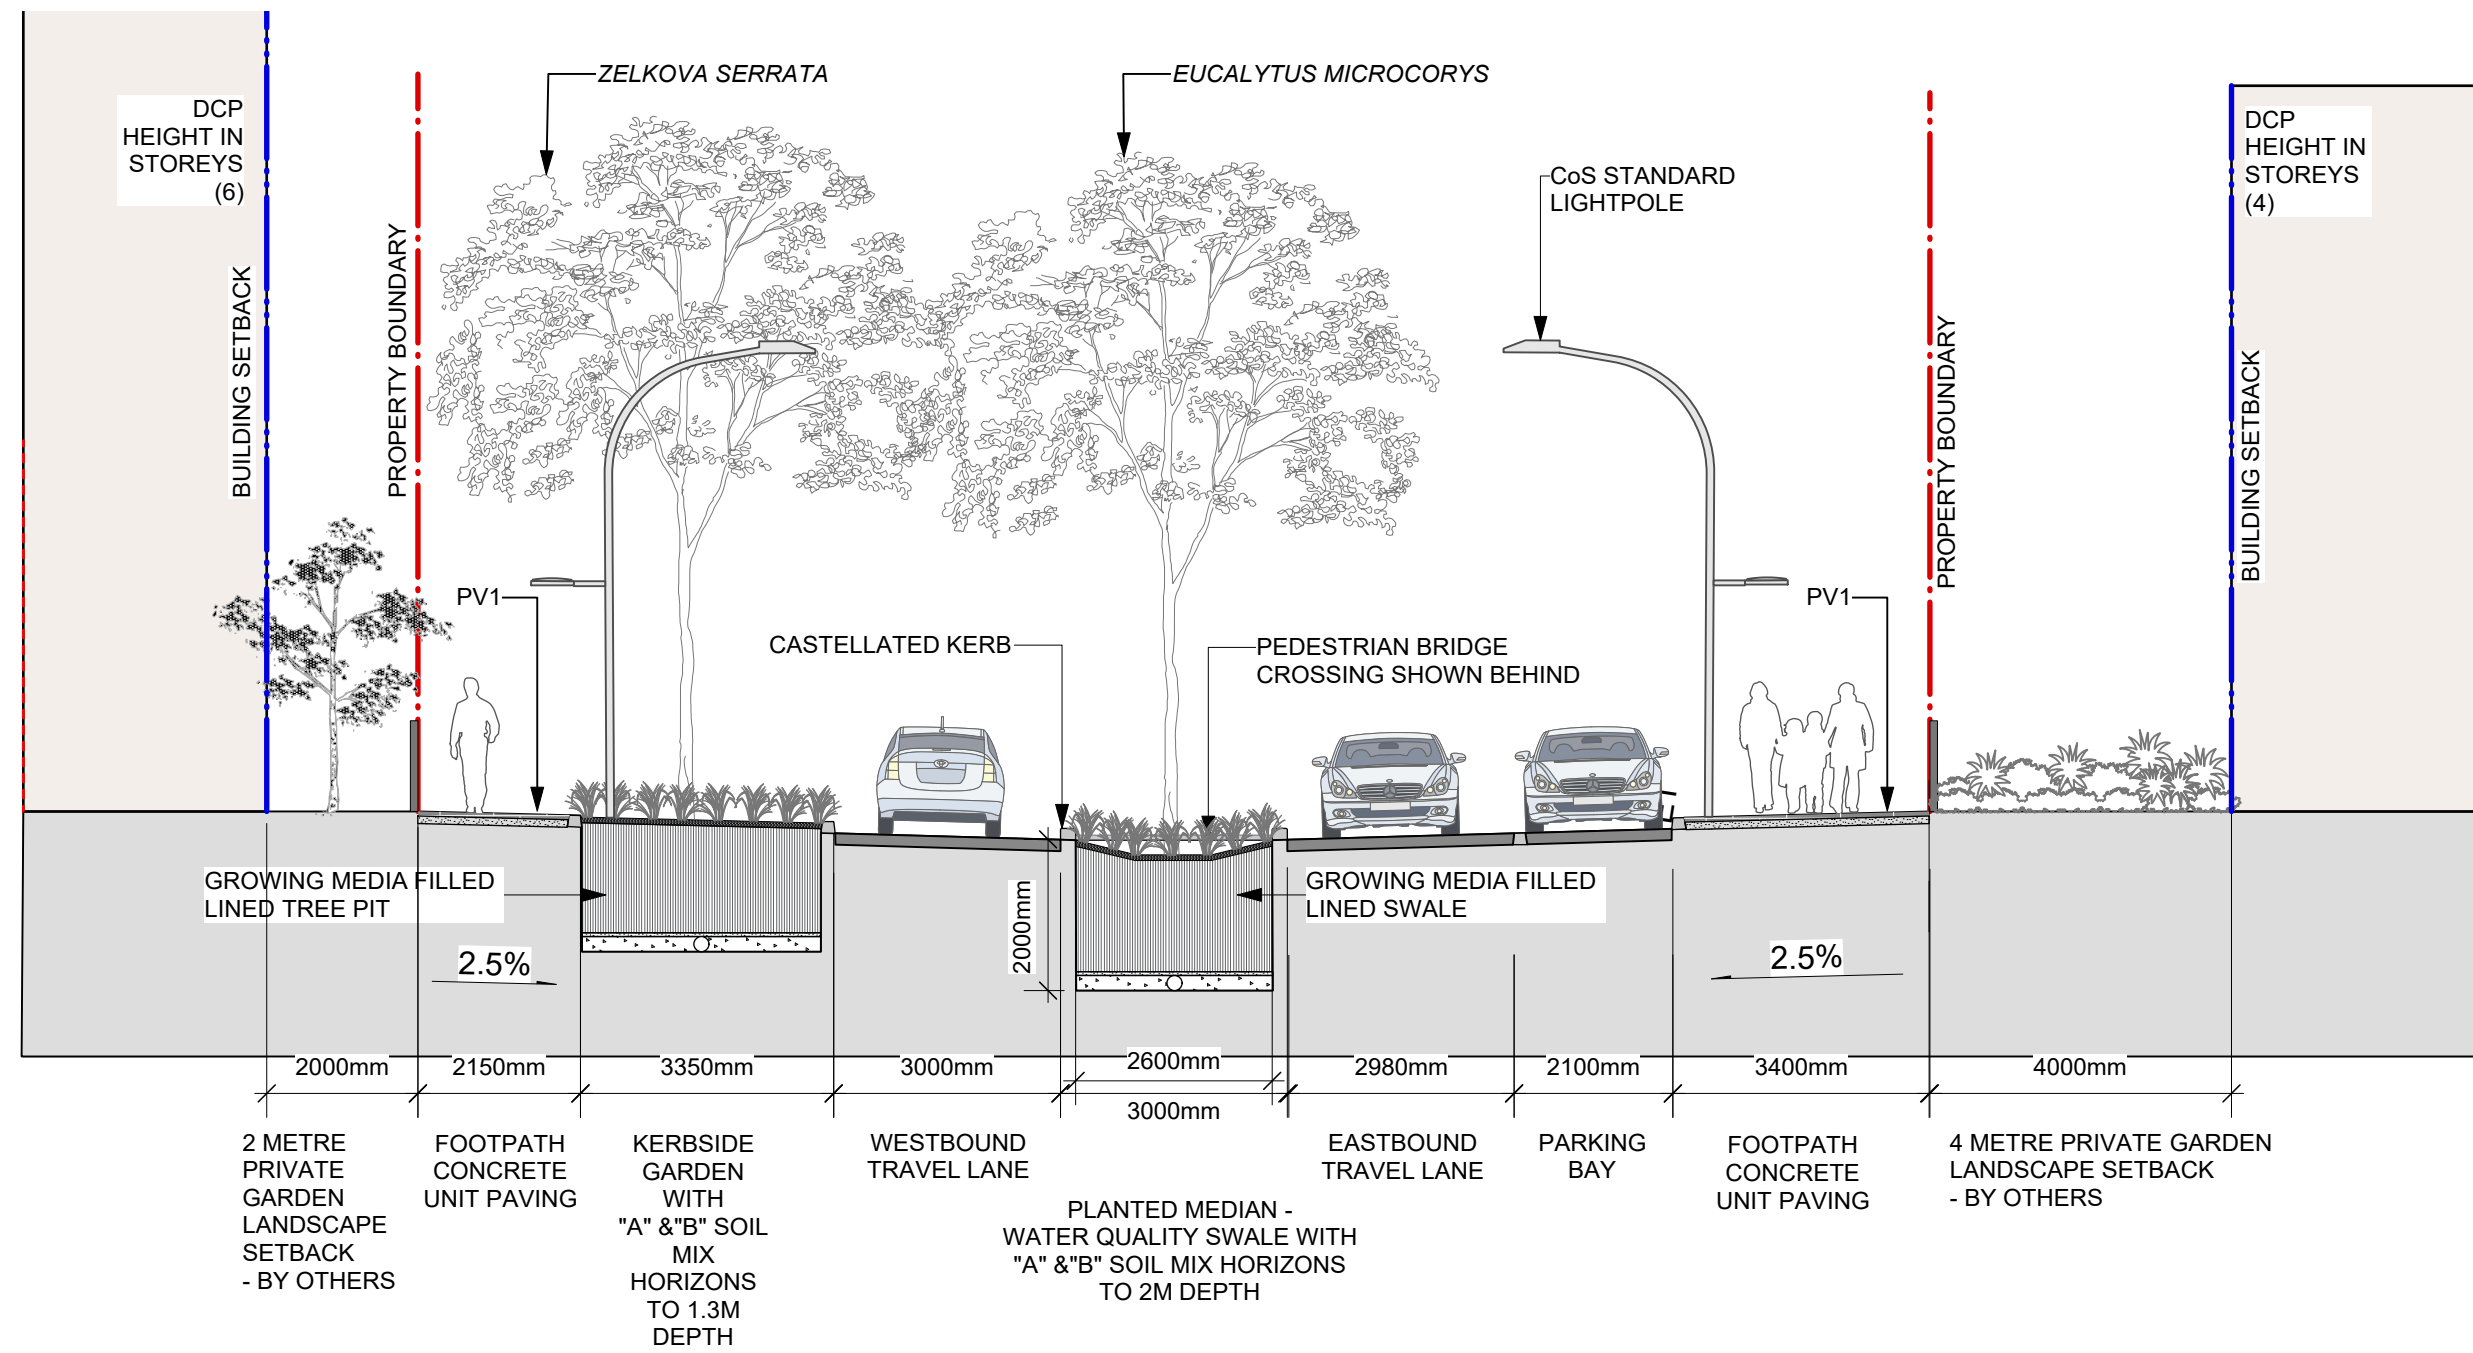 ZELKOVA SERRATA
EUCALYTUS MICROCORYS
DCP
HEIGHT IN
STOREYS
(6)
DCP
HEIGHT IN
STOREYS
(4)
CoS STANDARD
LIGHTPOLE
BUILDING SETBACK
PROPERTY BOUNDARY
PROPERTY BOUNDARY
BUILDING SETBACK
PV1
PV1
CASTELLATED KERB
PEDESTRIAN BRIDGE
CROSSING SHOWN BEHIND
GROWING MEDIA FILLED
LINED TREE PIT
2000mm
GROWING MEDIA FILLED
LINED SWALE
2.5%
2.5%
2000mm
2150mm
3350mm
3000mm
2600mm
3000mm
2980mm
2100mm
3400mm
4000mm
2 METRE
PRIVATE
GARDEN
LANDSCAPE
SETBACK
- BY OTHERS
FOOTPATH
CONCRETE
UNIT PAVING
KERBSIDE
GARDEN
WITH
"A" &"B" SOIL
MIX
HORIZONS
TO 1.3M
DEPTH
WESTBOUND
TRAVEL LANE
PLANTED MEDIAN -
WATER QUALITY SWALE WITH
"A" &"B" SOIL MIX HORIZONS
TO 2M DEPTH
EASTBOUND
TRAVEL LANE
PARKING
BAY
FOOTPATH
CONCRETE
UNIT PAVING
4 METRE PRIVATE GARDEN
LANDSCAPE SETBACK
- BY OTHERS